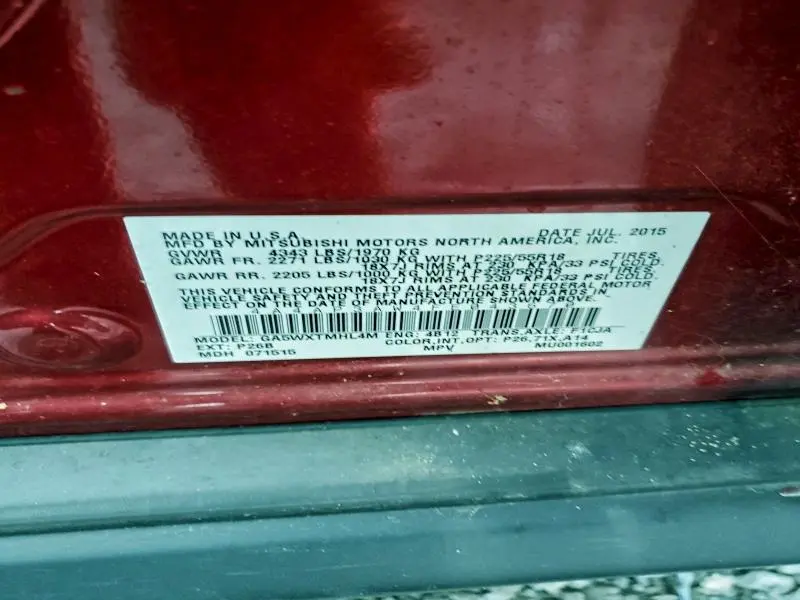 MADE IN U.S.A. DATE JUL. 2015
MFD BY MITSUBISHI MOTORS NORTH AMERICA, INC.
GVWR 4343 LBS/1970 KG
GAWR FR. 2271 LBS/1030 KG WITH P225/55R18 TIRES
18X7J RIMS AT 230 KPA/33 PSI COLD.
GAWR RR. 2205 LBS/1000 KG WITH P225/55R18 TIRES
18X7J RIMS AT 230 KPA/33 PSI COLD.
THIS VEHICLE CONFORMS TO ALL APPLICABLE FEDERAL MOTOR
VEHICLE SAFETY AND THEFT PREVENTION STANDARDS IN
EFFECT ON THE DATE OF MANUFACTURE SHOWN ABOVE.
MODEL: GA5WXTMHL4M ENG: 4B12 TRANS,AXLE: F1CJA
EXT: P26B COLOR,INT,OPT: P26,71X,A14
MDH 071515 MPV MU001602